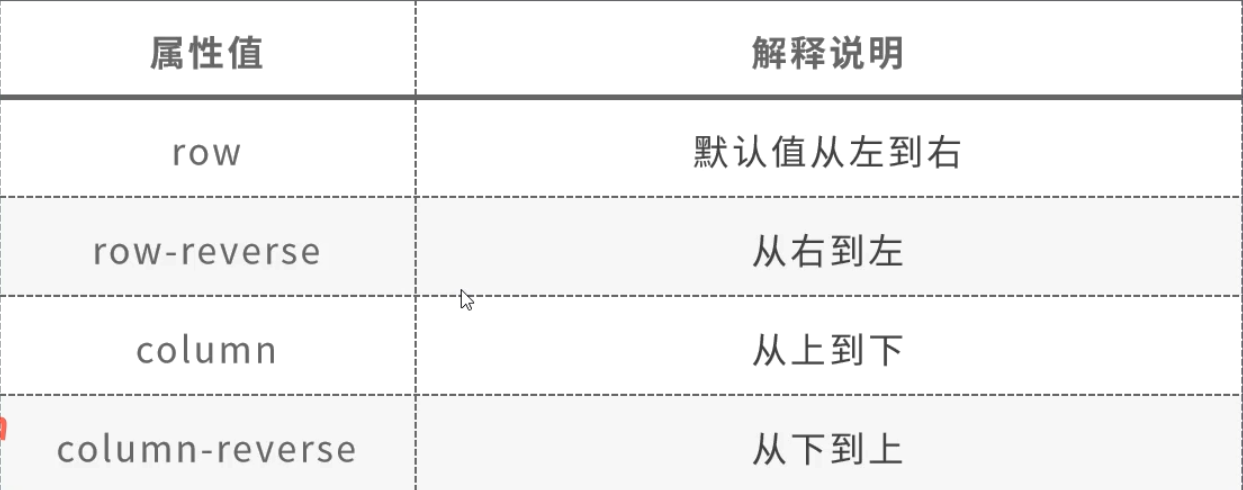 属性值 解释说明
row 默认值从左到右
row-reverse 从右到左
column 从上到下
column-reverse 从下到上